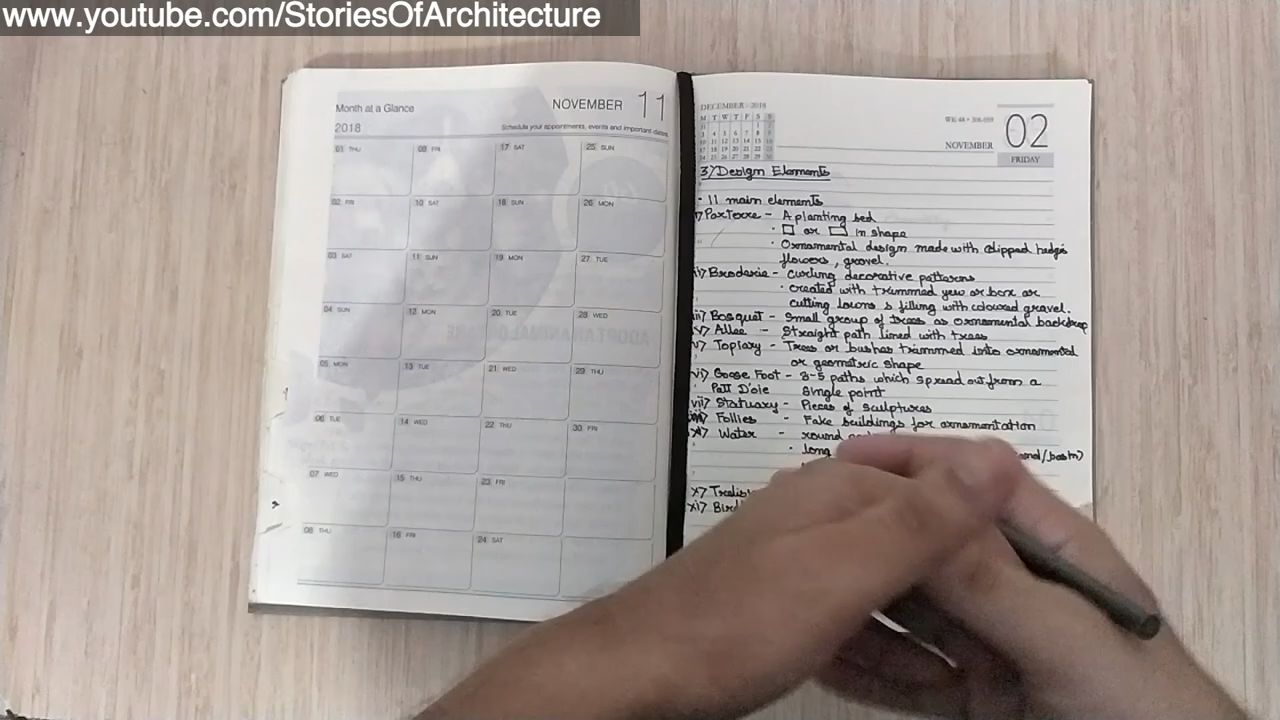 www.youtube.com/StoriesOfArchitecture
Month at a Glance
NOVEMBER 11
2018
Schedule your appointments, events and important dates
01 THU
09 FRI
17 SAT
25 SUN
02 FRI
10 SAT
18 SUN
26 MON
03 SAT
11 SUN
19 MON
27 TUE
04 SUN
12 MON
20 TUE
28 WED
05 MON
13 TUE
21 WED
29 THU
06 TUE
14 WED
22 THU
30 FRI
07 WED
15 THU
23 FRI
08 THU
16 FRI
24 SAT
DECEMBER 2018
M T W T F S S
WK 44 • 306-059
NOVEMBER 02
FRIDAY
3) Design Elements
- 11 main elements
i) Parterre - A planting bed
• or in shape
• Ornamental design made with clipped hedges
flowers, gravel.
ii) Broderie - curling decorative patterns
• created with trimmed yew or box or
cutting lawns & filling with coloured gravel.
iii) Bosquet - Small group of trees as ornamental backdrop
iv) Allee - Straight path lined with trees
v) Topiary - Trees or bushes trimmed into ornamental
or geometric shape
vi) Goose Foot - 3-5 paths which spread out from a
Patt D'oie single point
vii) Statuary - Pieces of sculptures
viii) Follies - Fake buildings for ornamentation
ix) Water - round
• long
x)
xi)